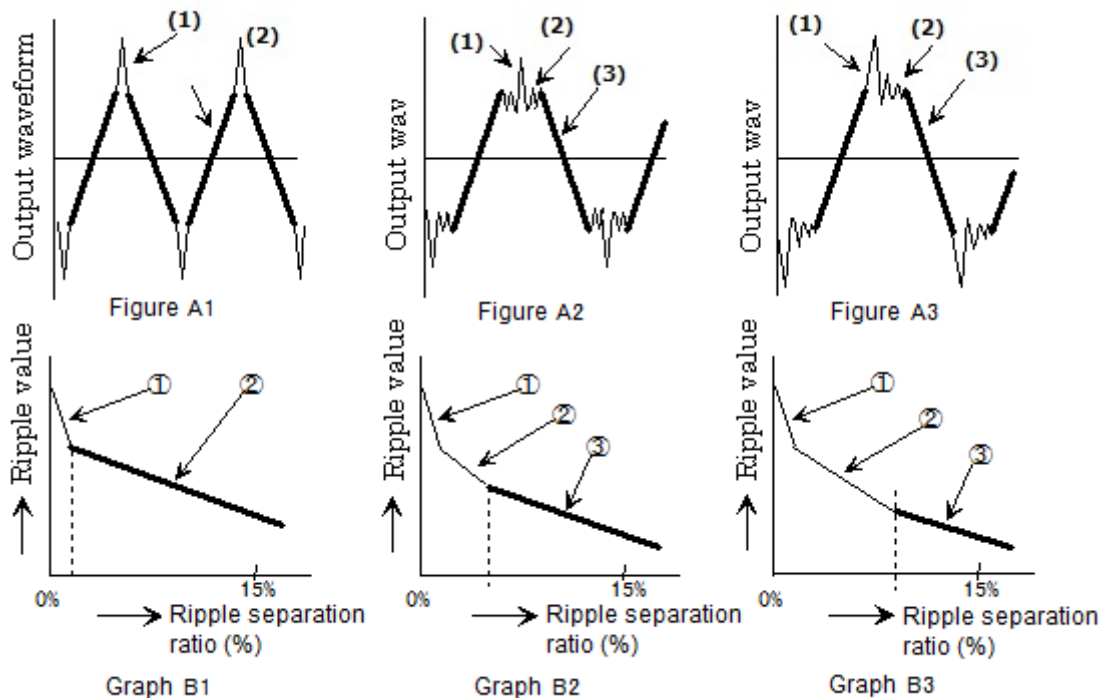 Output waveform
(1)
(2)
Figure A1
Output wav
(1)
(2)
(3)
Figure A2
Output wav
(1)
(2)
(3)
Figure A3
Ripple value
①
②
0%
15%
Ripple separation
ratio (%)
Graph B1
Ripple value
①
②
③
0%
15%
Ripple separation
ratio (%)
Graph B2
Ripple value
①
②
③
0%
15%
Ripple separation
ratio (%)
Graph B3